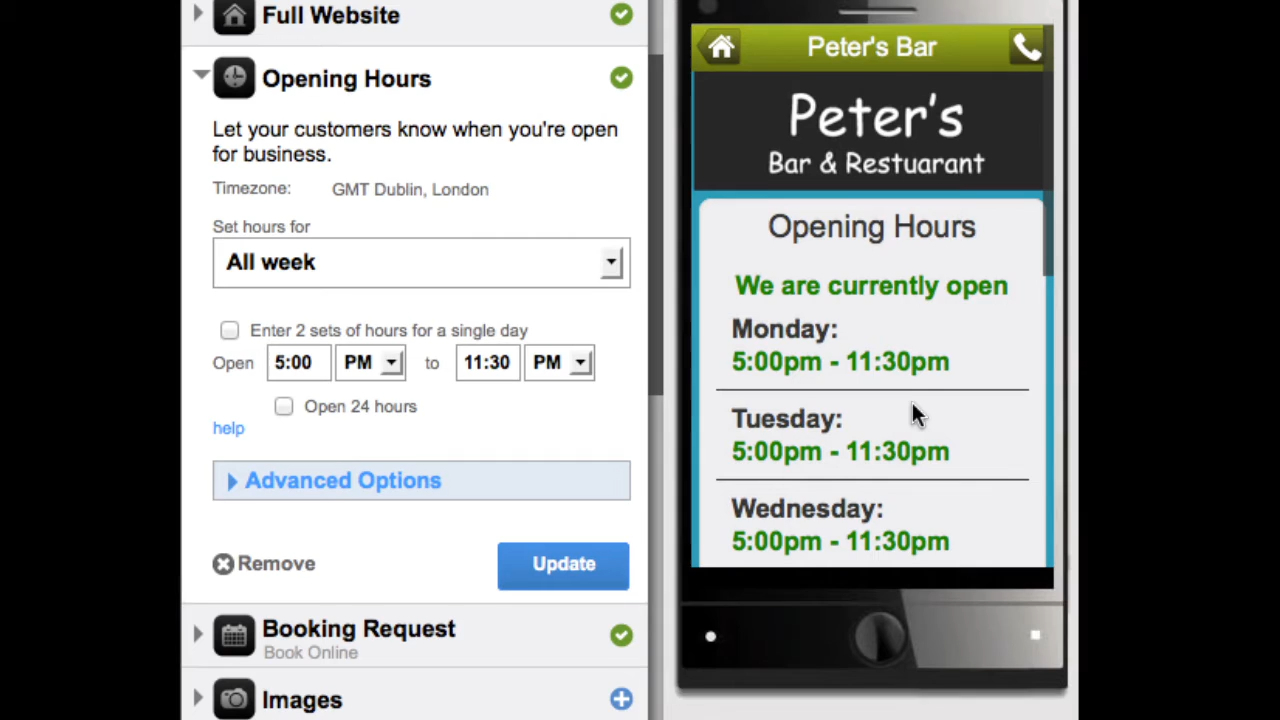 Full Website
Opening Hours
Let your customers know when you're open
for business.
Timezone: GMT Dublin, London
Set hours for
All week
Enter 2 sets of hours for a single day
Open 5:00 PM to 11:30 PM
Open 24 hours
help
Advanced Options
Remove
Update
Booking Request
Book Online
Images
Peter's Bar
Peter's
Bar & Restuarant
Opening Hours
We are currently open
Monday:
5:00pm - 11:30pm
Tuesday:
5:00pm - 11:30pm
Wednesday:
5:00pm - 11:30pm